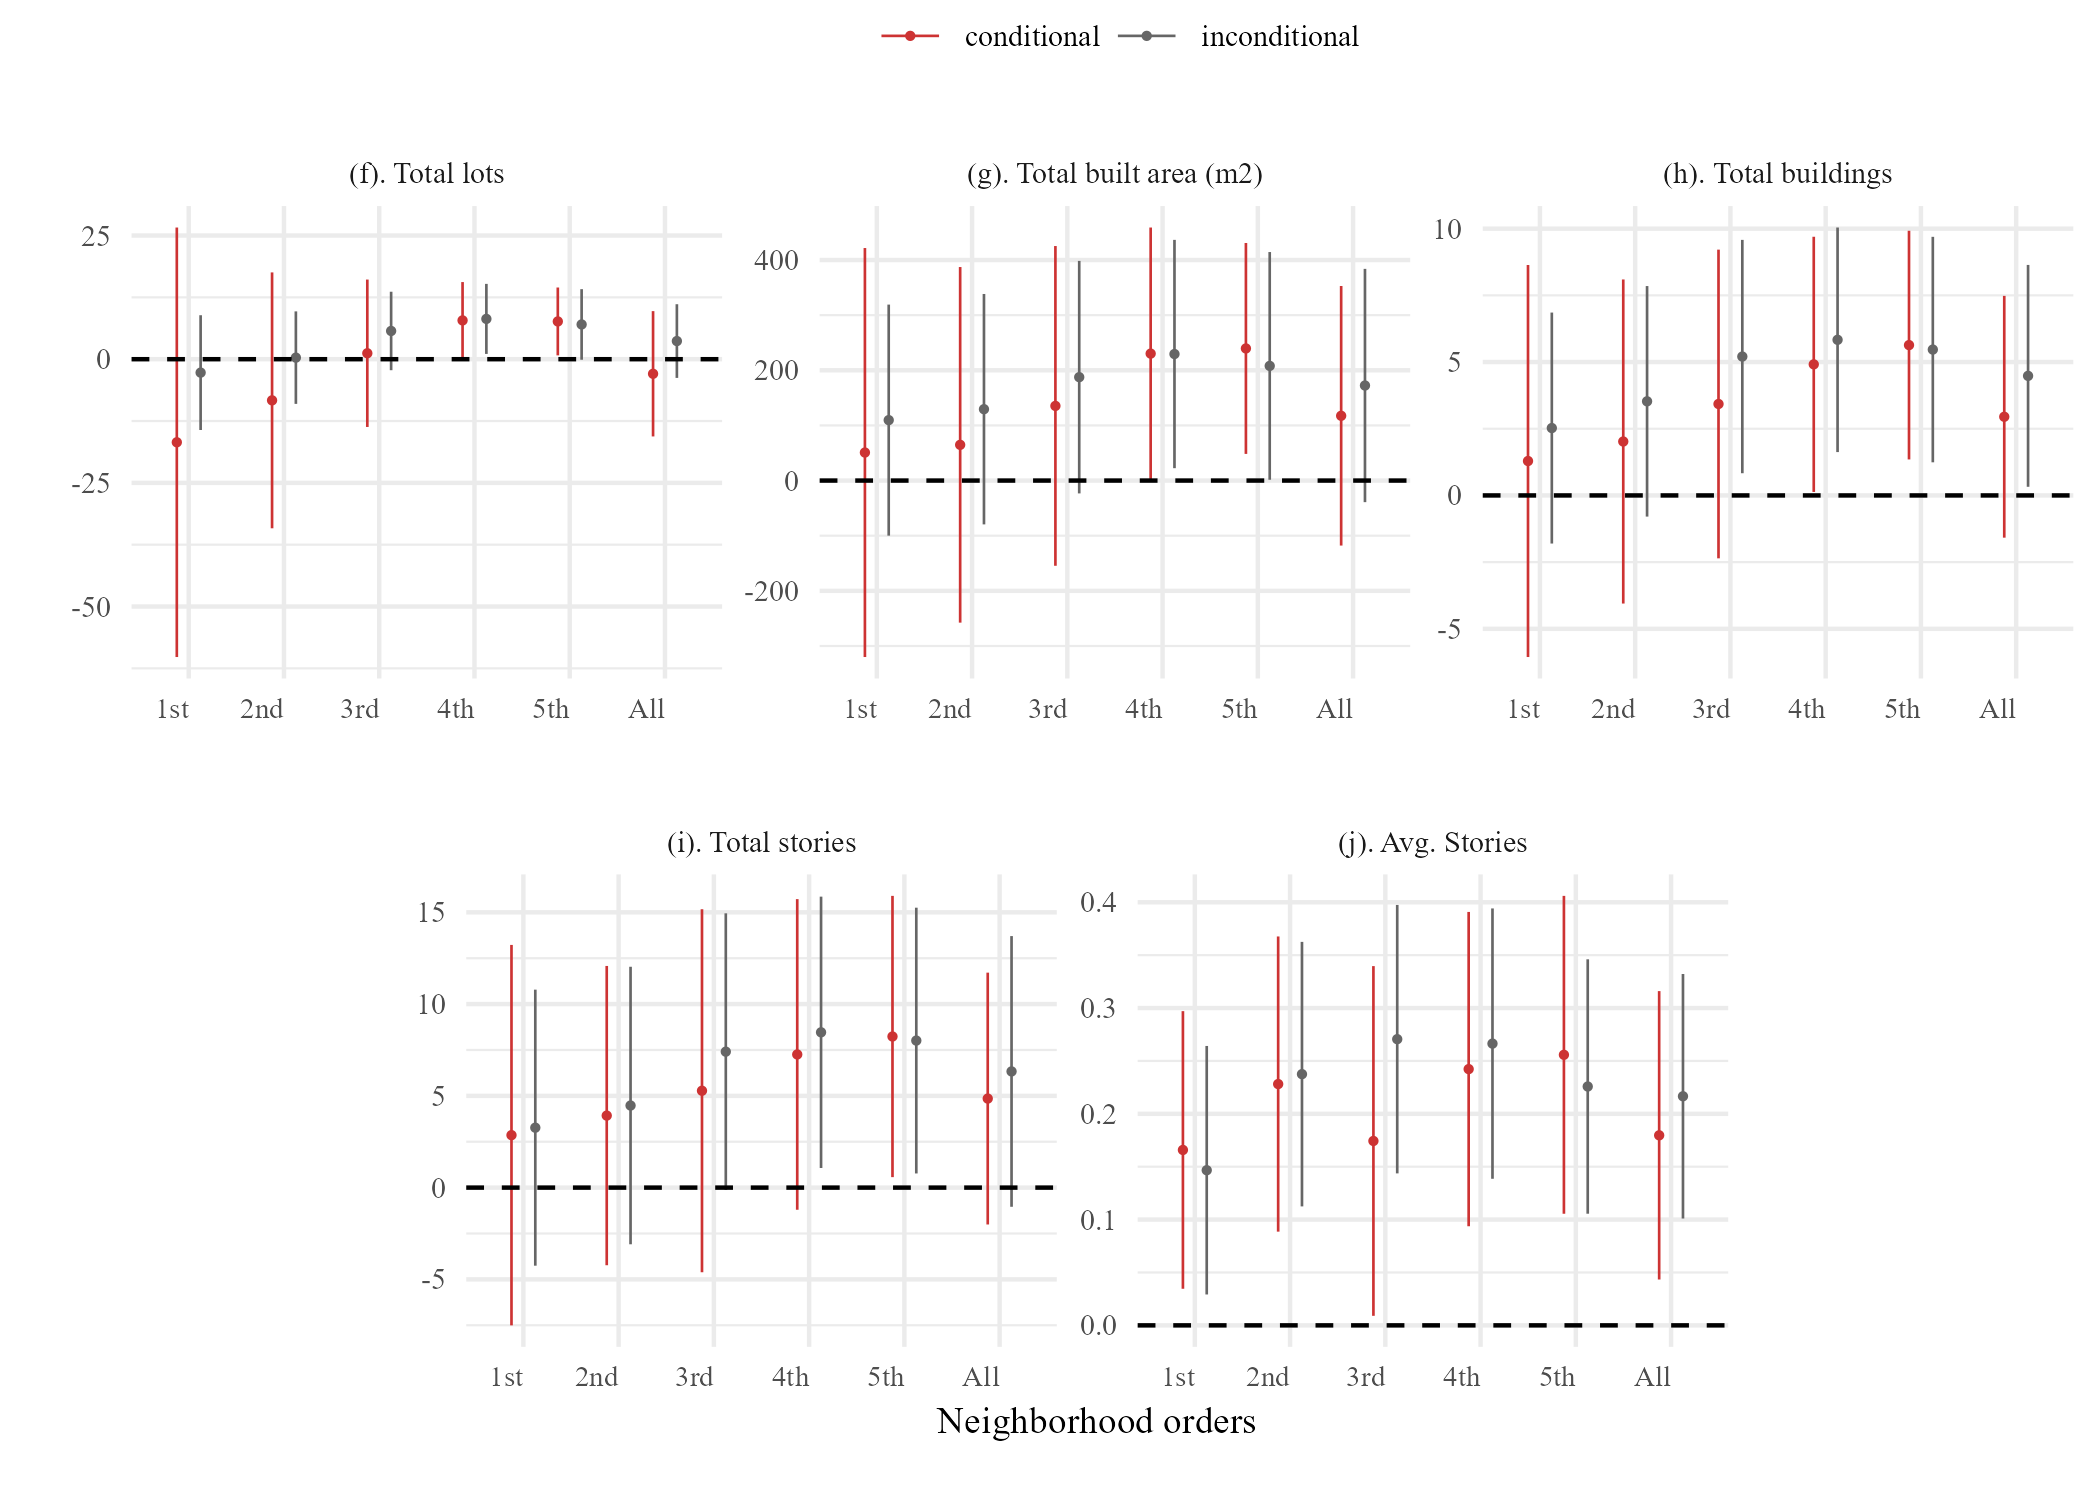 conditional inconditional
(f). Total lots
25
0
-25
-50
1st 2nd 3rd 4th 5th All
(g). Total built area (m2)
400
200
0
-200
1st 2nd 3rd 4th 5th All
(h). Total buildings
10
5
0
-5
1st 2nd 3rd 4th 5th All
(i). Total stories
15
10
5
0
-5
1st 2nd 3rd 4th 5th All
(j). Avg. Stories
0.4
0.3
0.2
0.1
0.0
1st 2nd 3rd 4th 5th All
Neighborhood orders